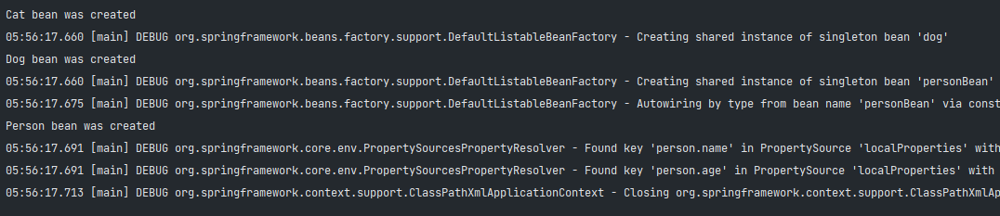 Cat bean was created
05:56:17.660 [main] DEBUG org.springframework.beans.factory.support.DefaultListableBeanFactory - Creating shared instance of singleton bean 'dog'
Dog bean was created
05:56:17.660 [main] DEBUG org.springframework.beans.factory.support.DefaultListableBeanFactory - Creating shared instance of singleton bean 'personBean'
05:56:17.675 [main] DEBUG org.springframework.beans.factory.support.DefaultListableBeanFactory - Autowiring by type from bean name 'personBean' via const
Person bean was created
05:56:17.691 [main] DEBUG org.springframework.core.env.PropertySourcesPropertyResolver - Found key 'person.name' in PropertySource 'localProperties' with
05:56:17.691 [main] DEBUG org.springframework.core.env.PropertySourcesPropertyResolver - Found key 'person.age' in PropertySource 'localProperties' with
05:56:17.713 [main] DEBUG org.springframework.context.support.ClassPathXmlApplicationContext - Closing org.springframework.context.support.ClassPathXmlAp